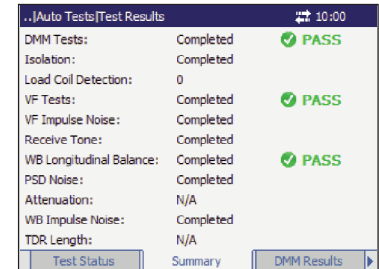 ..|Auto Tests|Test Results 10:00
DMM Tests: Completed PASS
Isolation: Completed
Load Coil Detection: 0
VF Tests: Completed PASS
VF Impulse Noise: Completed
Receive Tone: Completed
WB Longitudinal Balance: Completed PASS
PSD Noise: Completed
Attenuation: N/A
WB Impulse Noise: Completed
TDR Length: N/A
Test Status Summary DMM Results